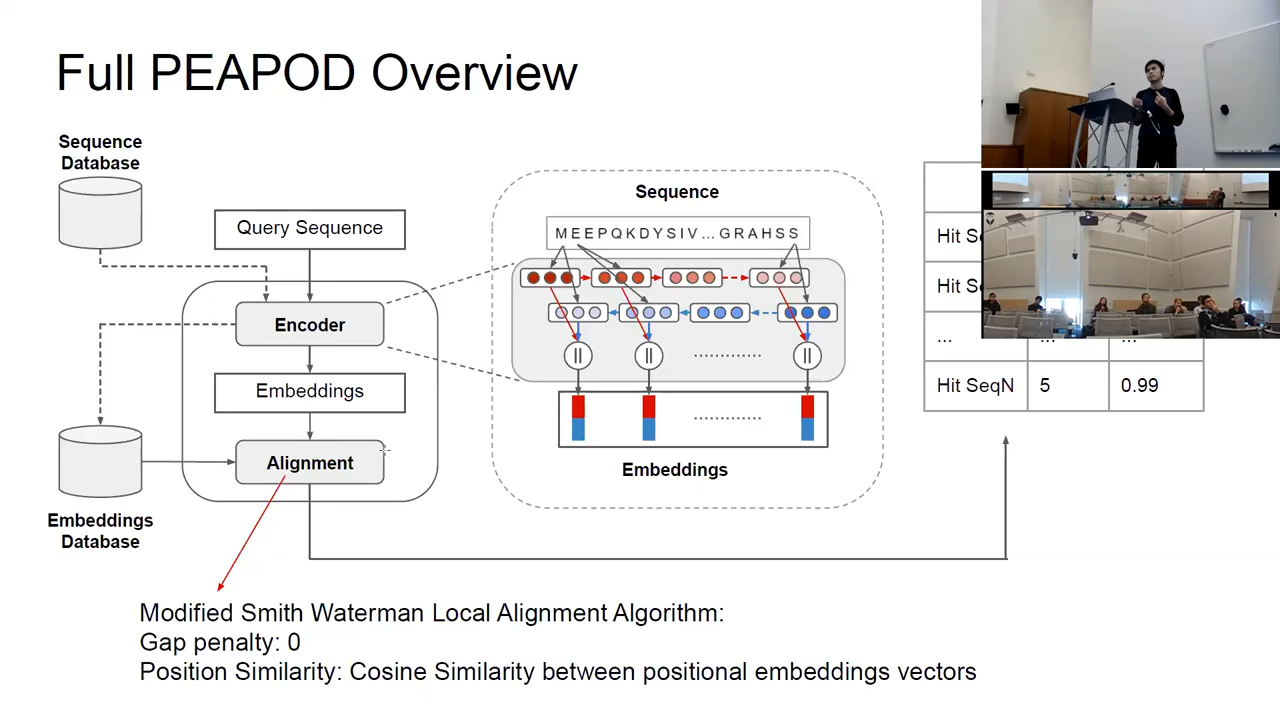 Full PEAPOD Overview
Sequence
Database
Query Sequence
Encoder
Embeddings
Alignment
Embeddings
Database
Sequence
MEEPQKDYSIV...GRAHSS
||
||
||
Embeddings
Hit
Hit
...
...
...
Hit SeqN
5
0.99
Modified Smith Waterman Local Alignment Algorithm:
Gap penalty: 0
Position Similarity: Cosine Similarity between positional embeddings vectors